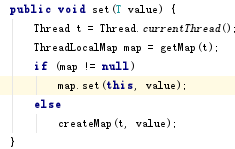 public void set(T value) {
    Thread t = Thread.currentThread();
    ThreadLocalMap map = getMap(t);
    if (map != null)
        map.set(this, value);
    else
        createMap(t, value);
}